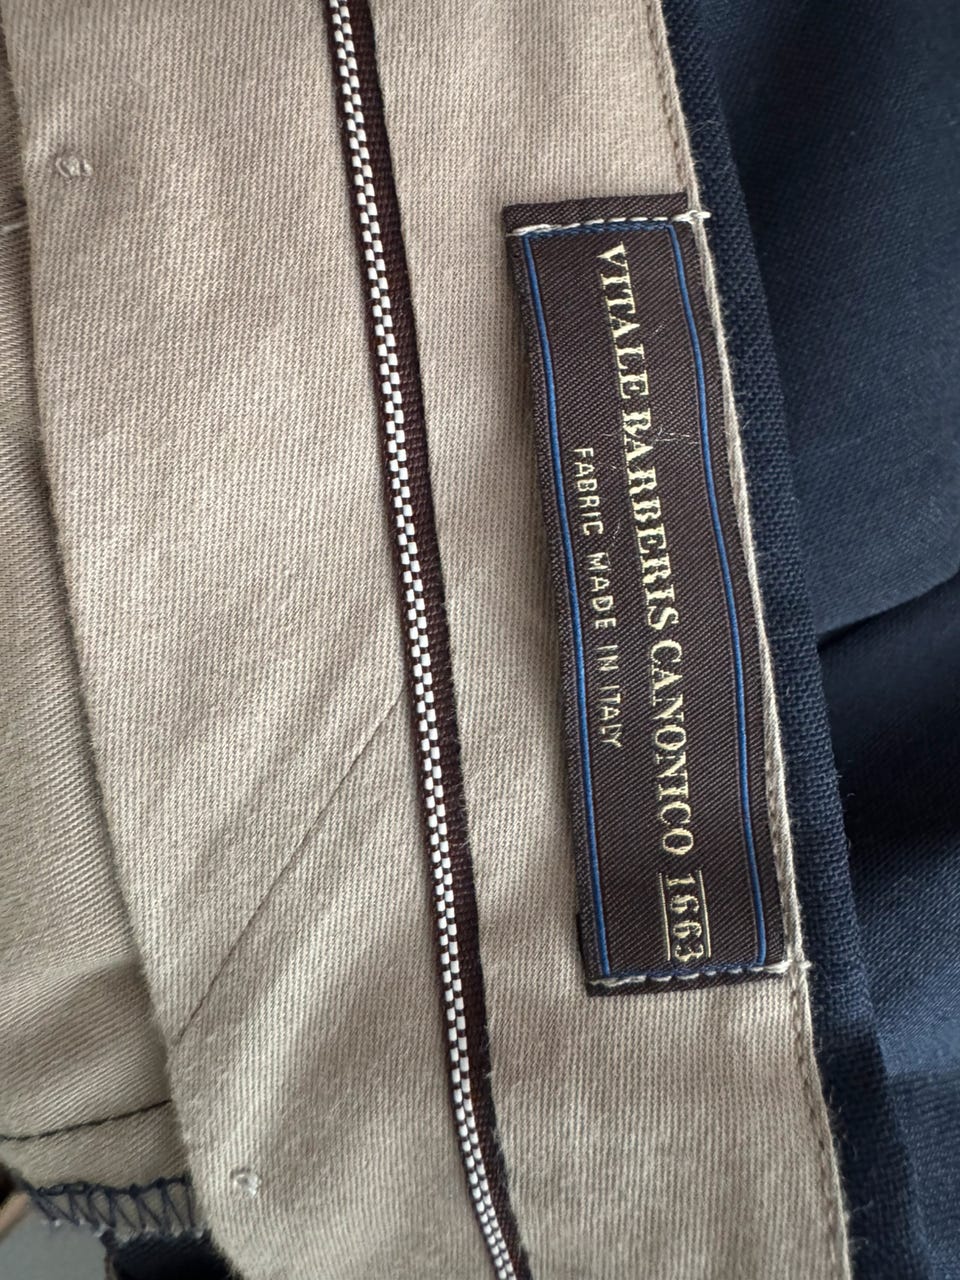 VITALE BARBERIS CANONICO 1663
FABRIC MADE IN ITALY